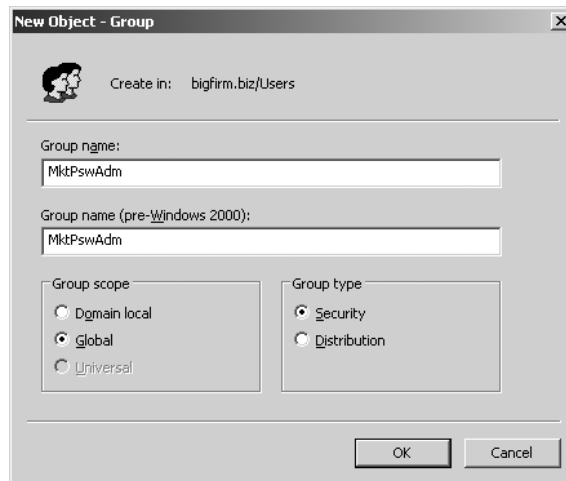 New Object - Group
Create in: bigfirm.biz/Users
Group name:
MktPswAdm
Group name (pre-Windows 2000):
MktPswAdm
Group scope
Domain local
Global
Universal
Group type
Security
Distribution
OK
Cancel